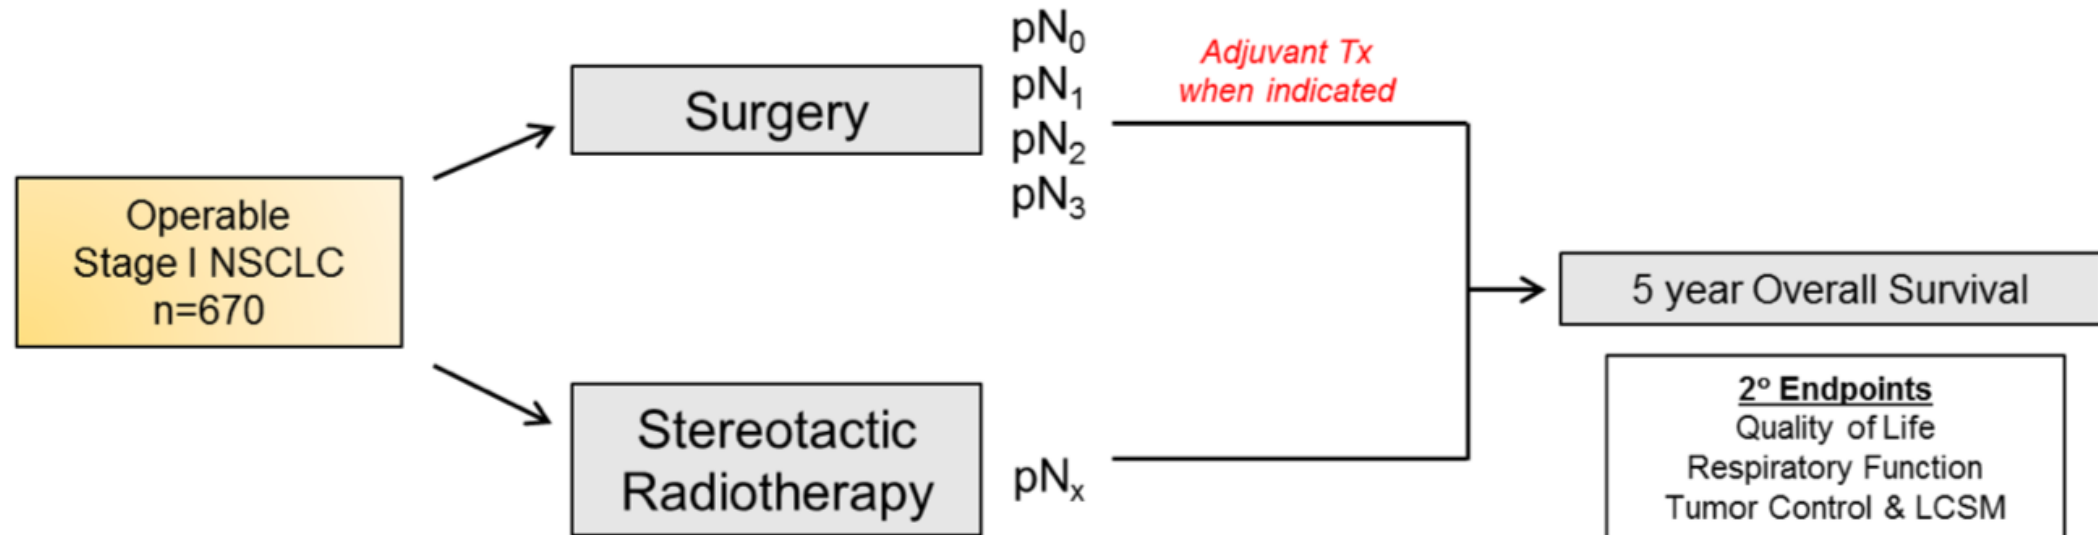 Operable
Stage I NSCLC
n=670
Surgery
pN0
pN1
pN2
pN3
Adjuvant Tx
when indicated
Stereotactic
Radiotherapy
pNx
5 year Overall Survival
2° Endpoints
Quality of Life
Respiratory Function
Tumor Control & LCSM